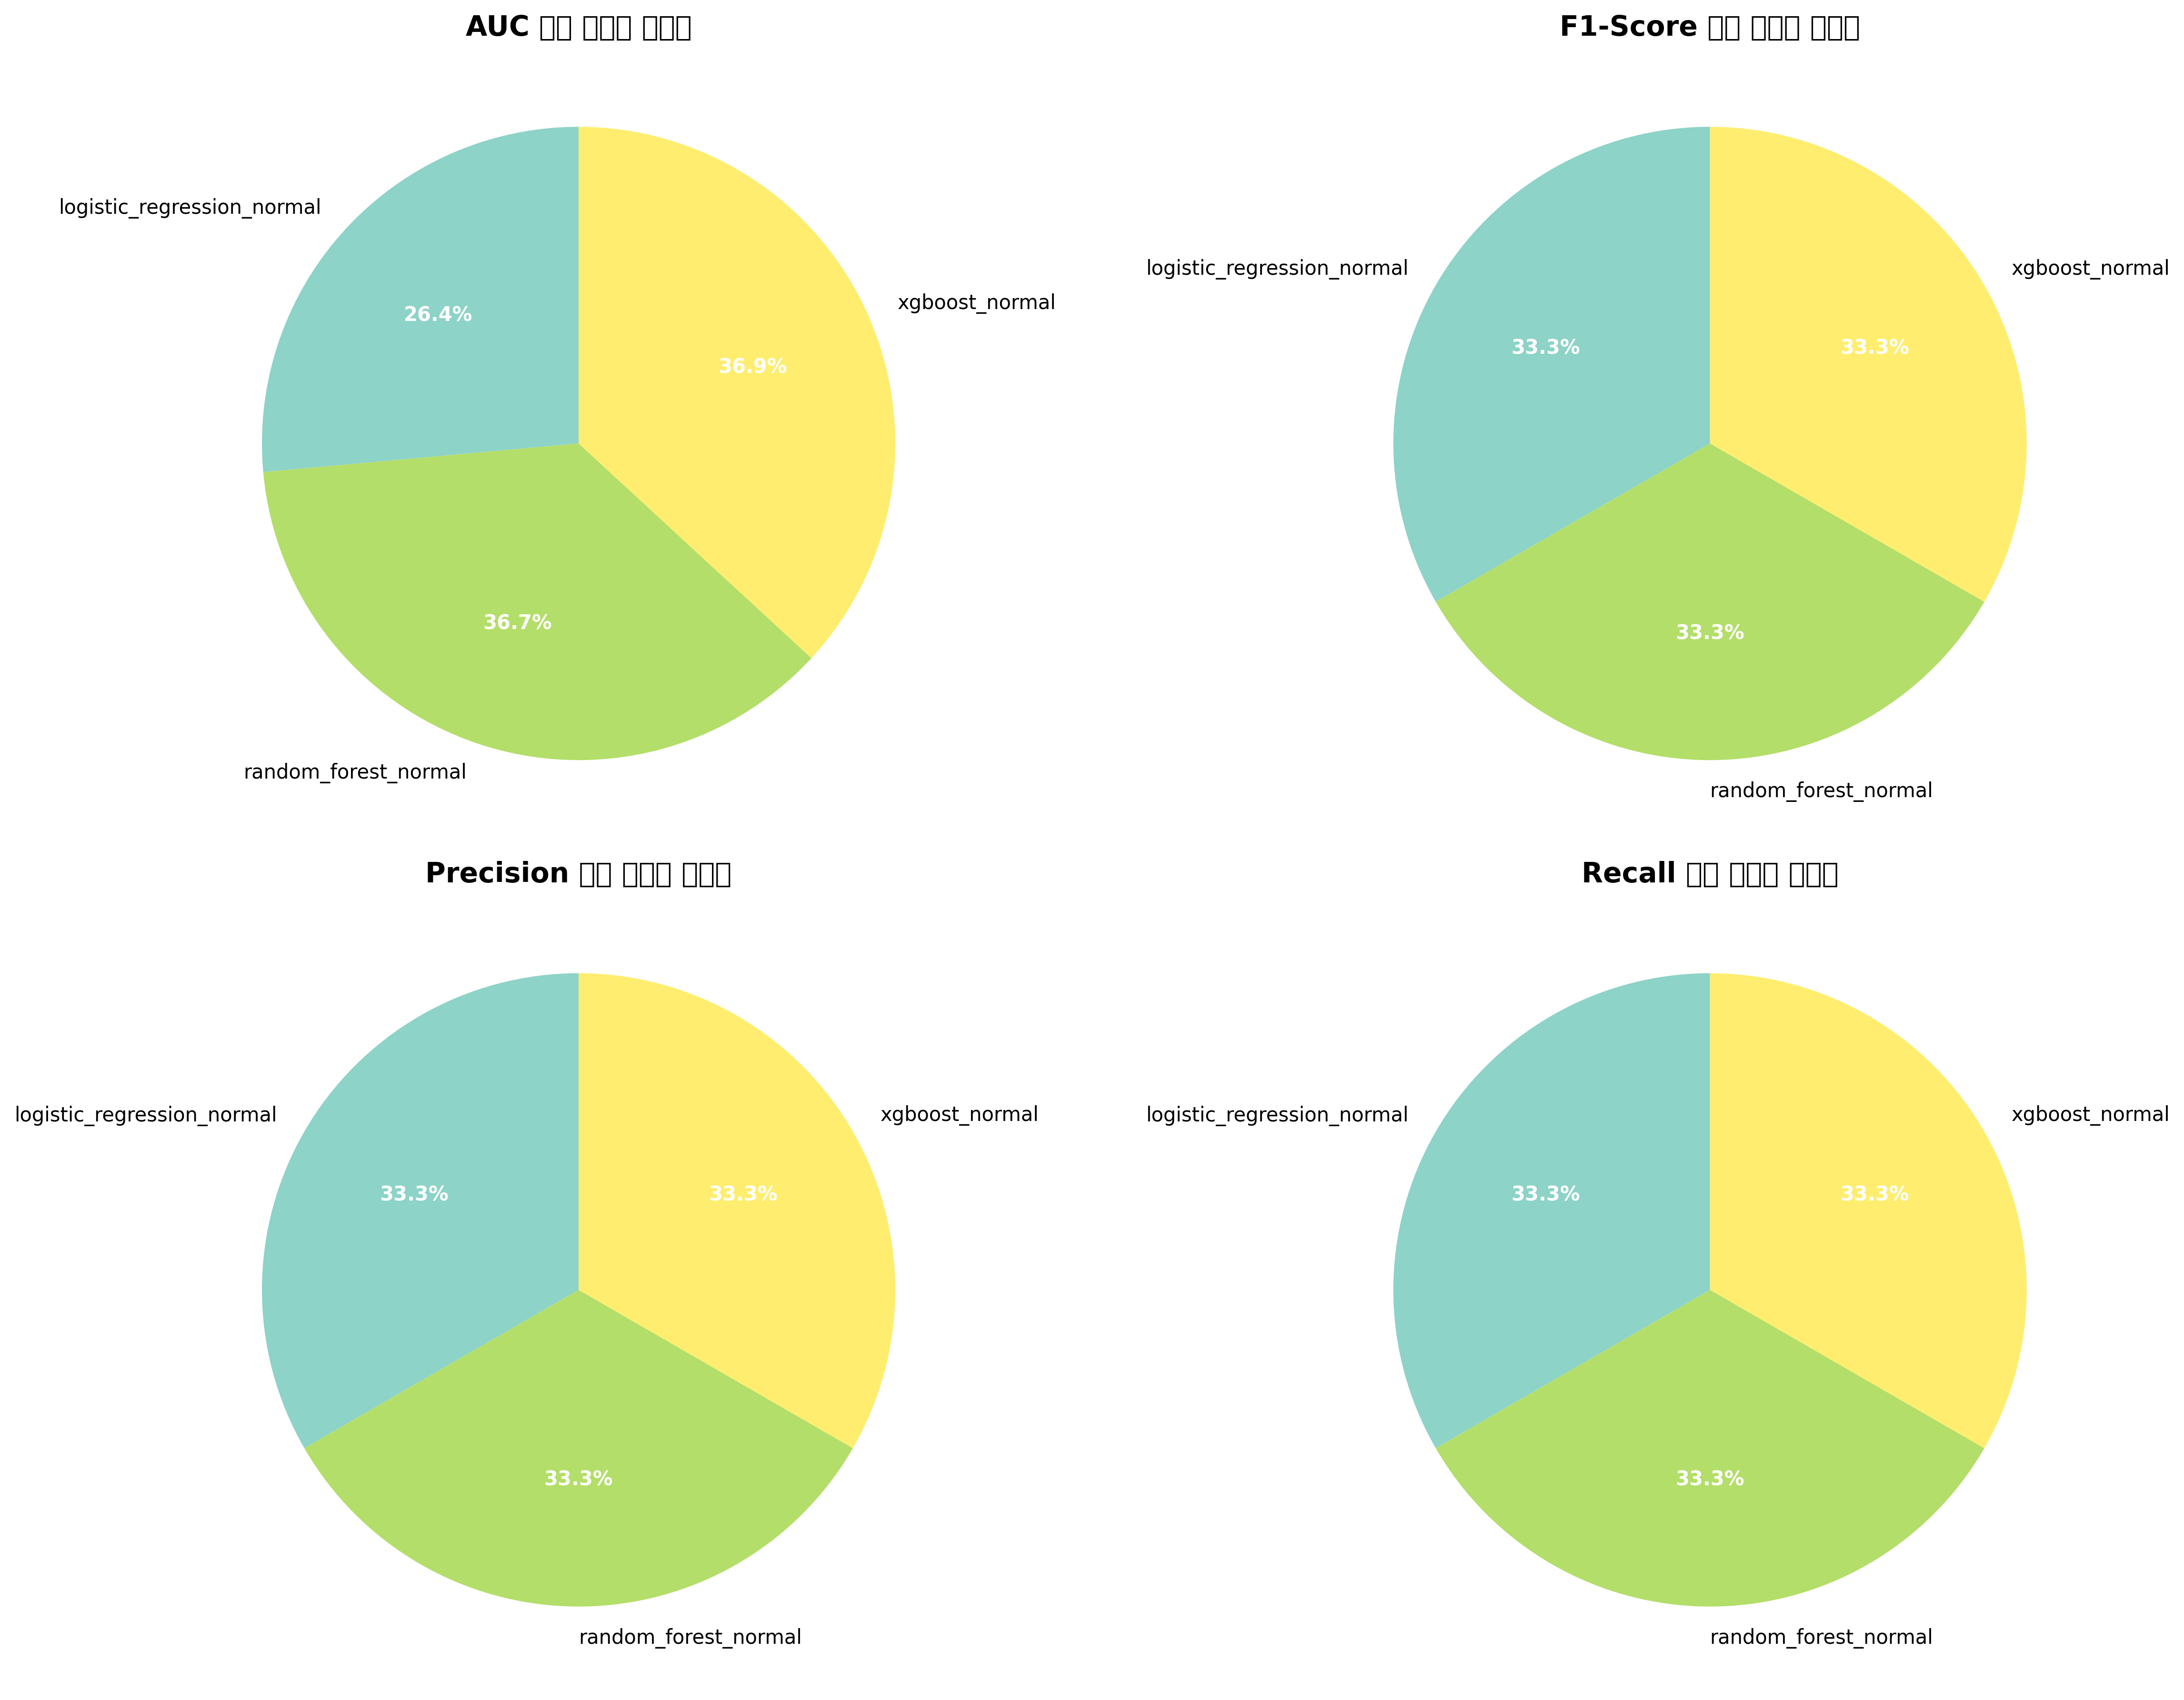 AUC
F1-Score
logistic_regression_normal
26.4%
xgboost_normal
36.9%
36.7%
random_forest_normal
logistic_regression_normal
33.3%
xgboost_normal
33.3%
33.3%
random_forest_normal
Precision
Recall
logistic_regression_normal
33.3%
xgboost_normal
33.3%
33.3%
random_forest_normal
logistic_regression_normal
33.3%
xgboost_normal
33.3%
33.3%
random_forest_normal